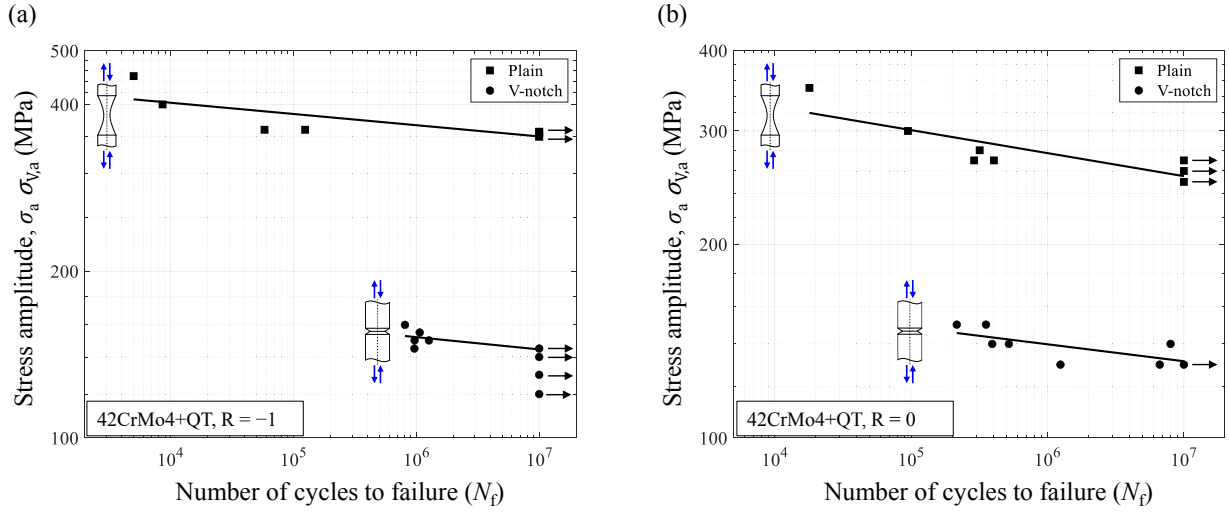 (a)
500
400
200
100
Stress amplitude, σa σV,a (MPa)
Plain
V-notch
42CrMo4+QT, R = −1
10^4
10^5
10^6
10^7
Number of cycles to failure (Nf)
(b)
400
300
200
100
Stress amplitude, σa σV,a (MPa)
Plain
V-notch
42CrMo4+QT, R = 0
10^4
10^5
10^6
10^7
Number of cycles to failure (Nf)